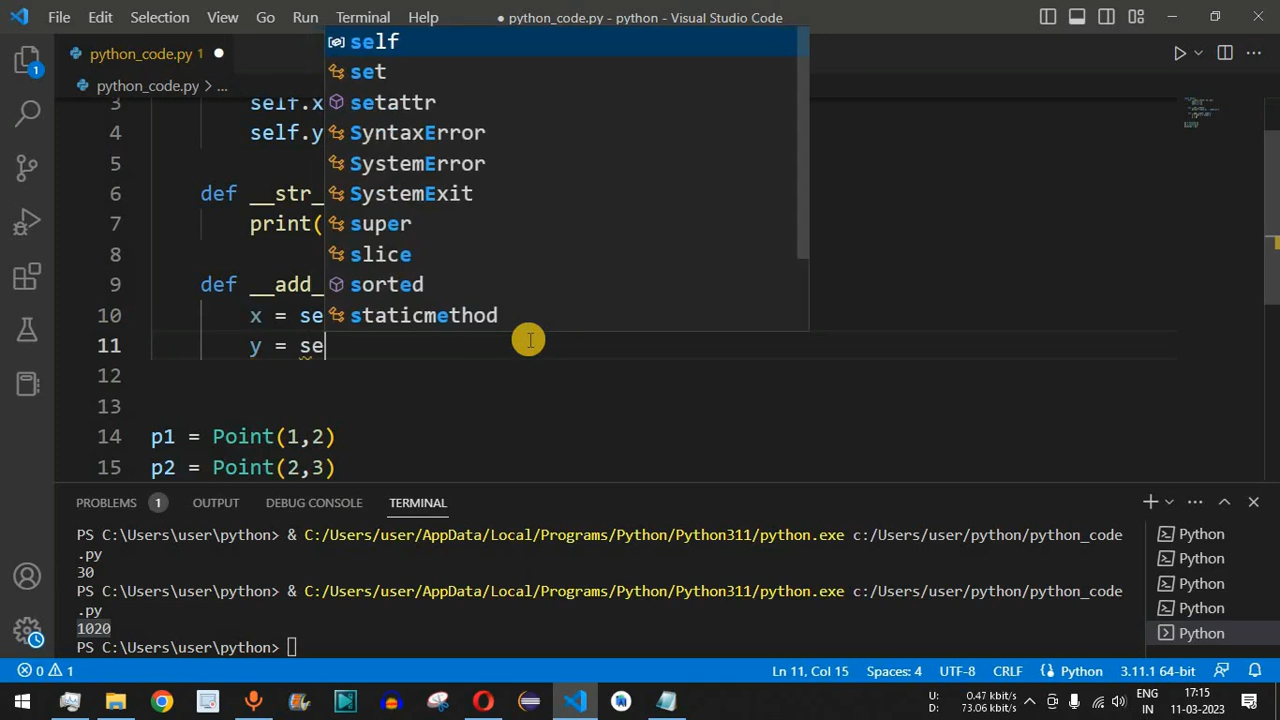 File Edit Selection View Go Run Terminal Help
● python_code.py - python - Visual Studio Code
python_code.py 1 ●
python_code.py > ...
3 self.x
4 self.y
5
6 def __str_
7 print(
8
9 def __add_
10 x = se
11 y = se
12
13
14 p1 = Point(1,2)
15 p2 = Point(2,3)
self
set
setattr
SyntaxError
SystemError
SystemExit
super
slice
sorted
staticmethod
1
PROBLEMS 1 OUTPUT DEBUG CONSOLE TERMINAL
PS C:\Users\user\python> & C:/Users/user/AppData/Local/Programs/Python/Python311/python.exe c:/Users/user/python/python_code
.py
30
PS C:\Users\user\python> & C:/Users/user/AppData/Local/Programs/Python/Python311/python.exe c:/Users/user/python/python_code
.py
1020
PS C:\Users\user\python>
Python
Python
Python
Python
Python
0 1 Ln 11, Col 15 Spaces: 4 UTF-8 CRLF Python 3.11.1 64-bit
U: 0.47 kbit/s
D: 73.06 kbit/s
ENG
IN
17:15
11-03-2023